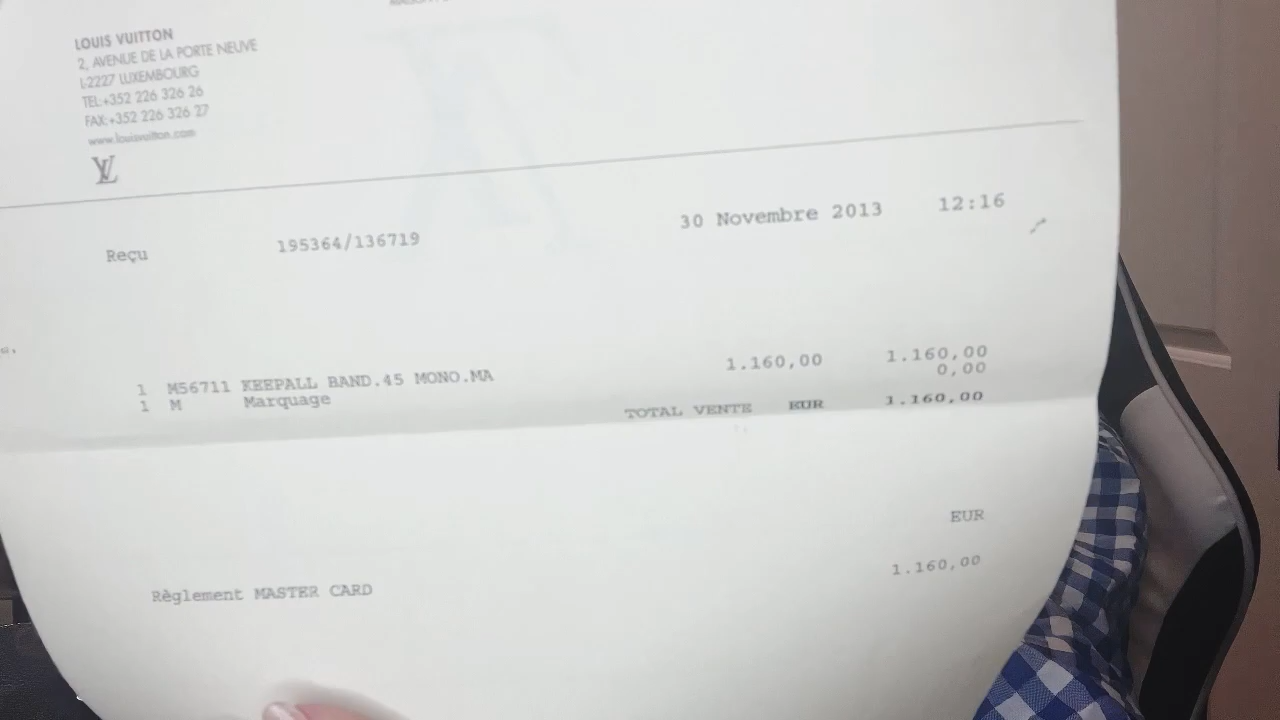 LOUIS VUITTON
2, AVENUE DE LA PORTE NEUVE
L-2227 LUXEMBOURG
TEL:+352 226 326 26
FAX:+352 226 326 27
www.louisvuitton.com
LV
Reçu 195364/136719 30 Novembre 2013 12:16
1 M56711 KEEPALL BAND.45 MONO.MA 1.160,00 1.160,00
1 M Marquage 0,00
TOTAL VENTE EUR 1.160,00
EUR
Règlement MASTER CARD 1.160,00